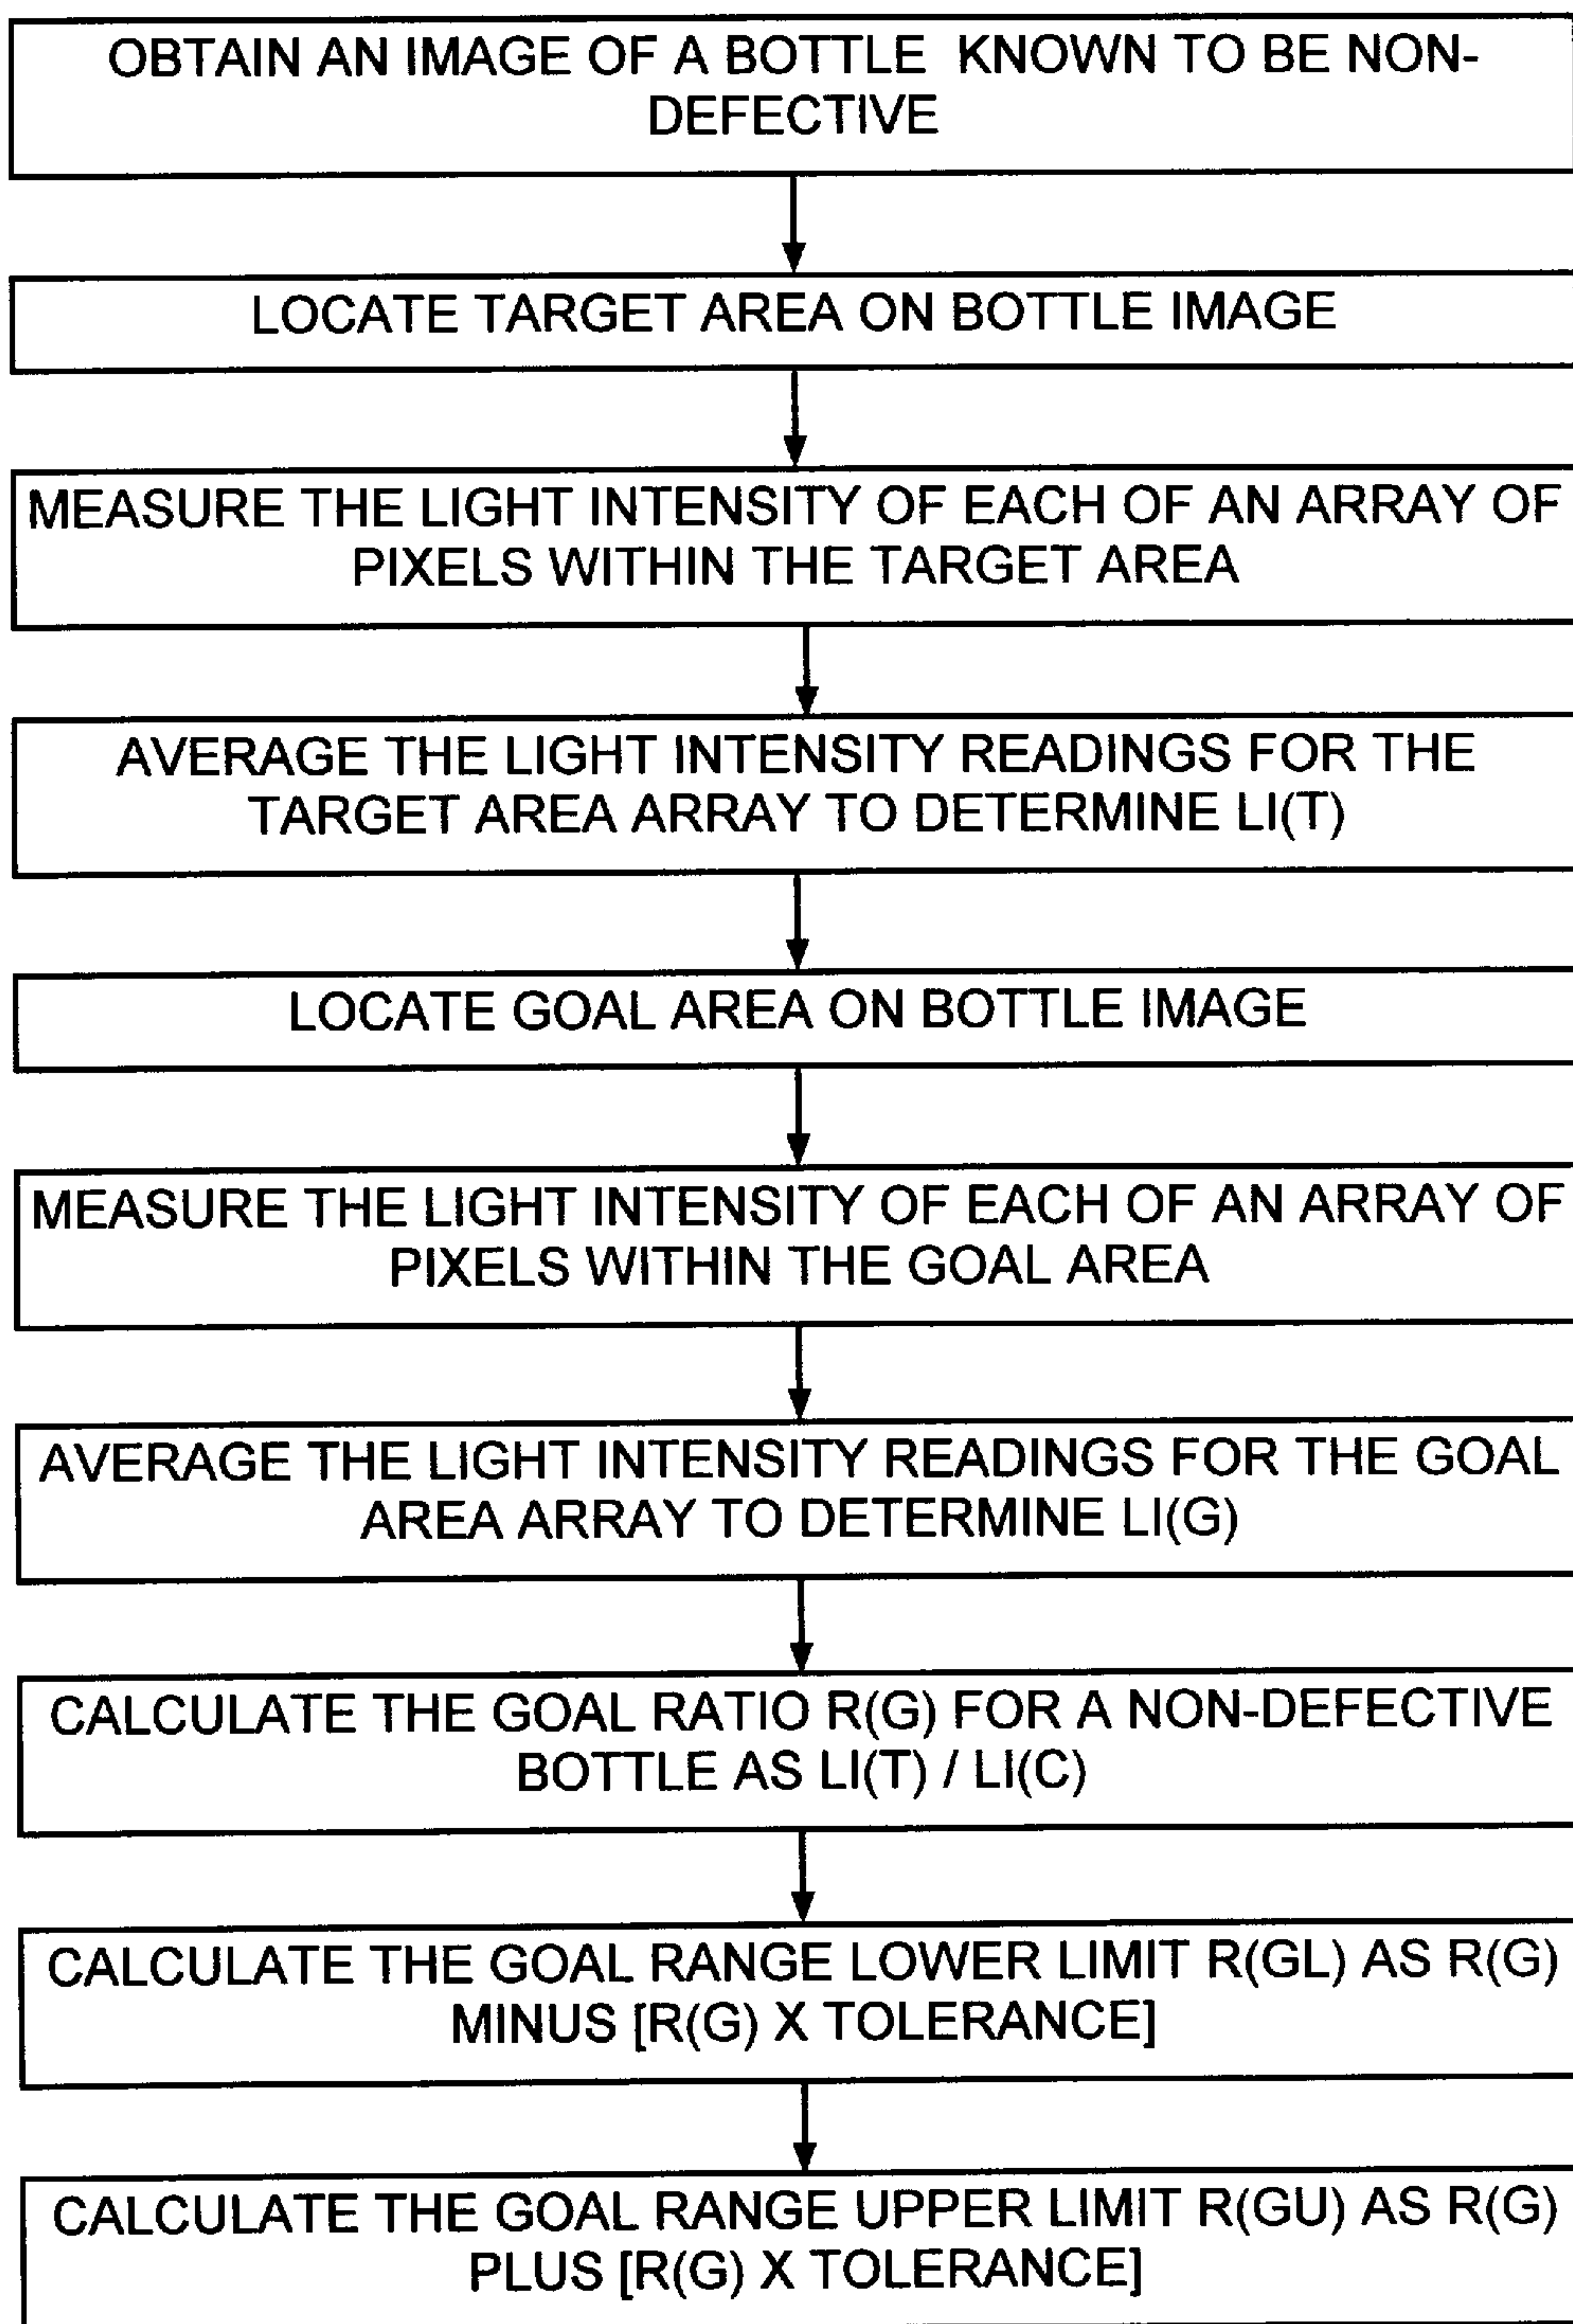 OBTAIN AN IMAGE OF A BOTTLE KNOWN TO BE NON-
DEFECTIVE
LOCATE TARGET AREA ON BOTTLE IMAGE
MEASURE THE LIGHT INTENSITY OF EACH OF AN ARRAY OF
PIXELS WITHIN THE TARGET AREA
AVERAGE THE LIGHT INTENSITY READINGS FOR THE
TARGET AREA ARRAY TO DETERMINE LI(T)
LOCATE GOAL AREA ON BOTTLE IMAGE
MEASURE THE LIGHT INTENSITY OF EACH OF AN ARRAY OF
PIXELS WITHIN THE GOAL AREA
AVERAGE THE LIGHT INTENSITY READINGS FOR THE GOAL
AREA ARRAY TO DETERMINE LI(G)
CALCULATE THE GOAL RATIO R(G) FOR A NON-DEFECTIVE
BOTTLE AS LI(T) / LI(C)
CALCULATE THE GOAL RANGE LOWER LIMIT R(GL) AS R(G)
MINUS [R(G) X TOLERANCE]
CALCULATE THE GOAL RANGE UPPER LIMIT R(GU) AS R(G)
PLUS [R(G) X TOLERANCE]